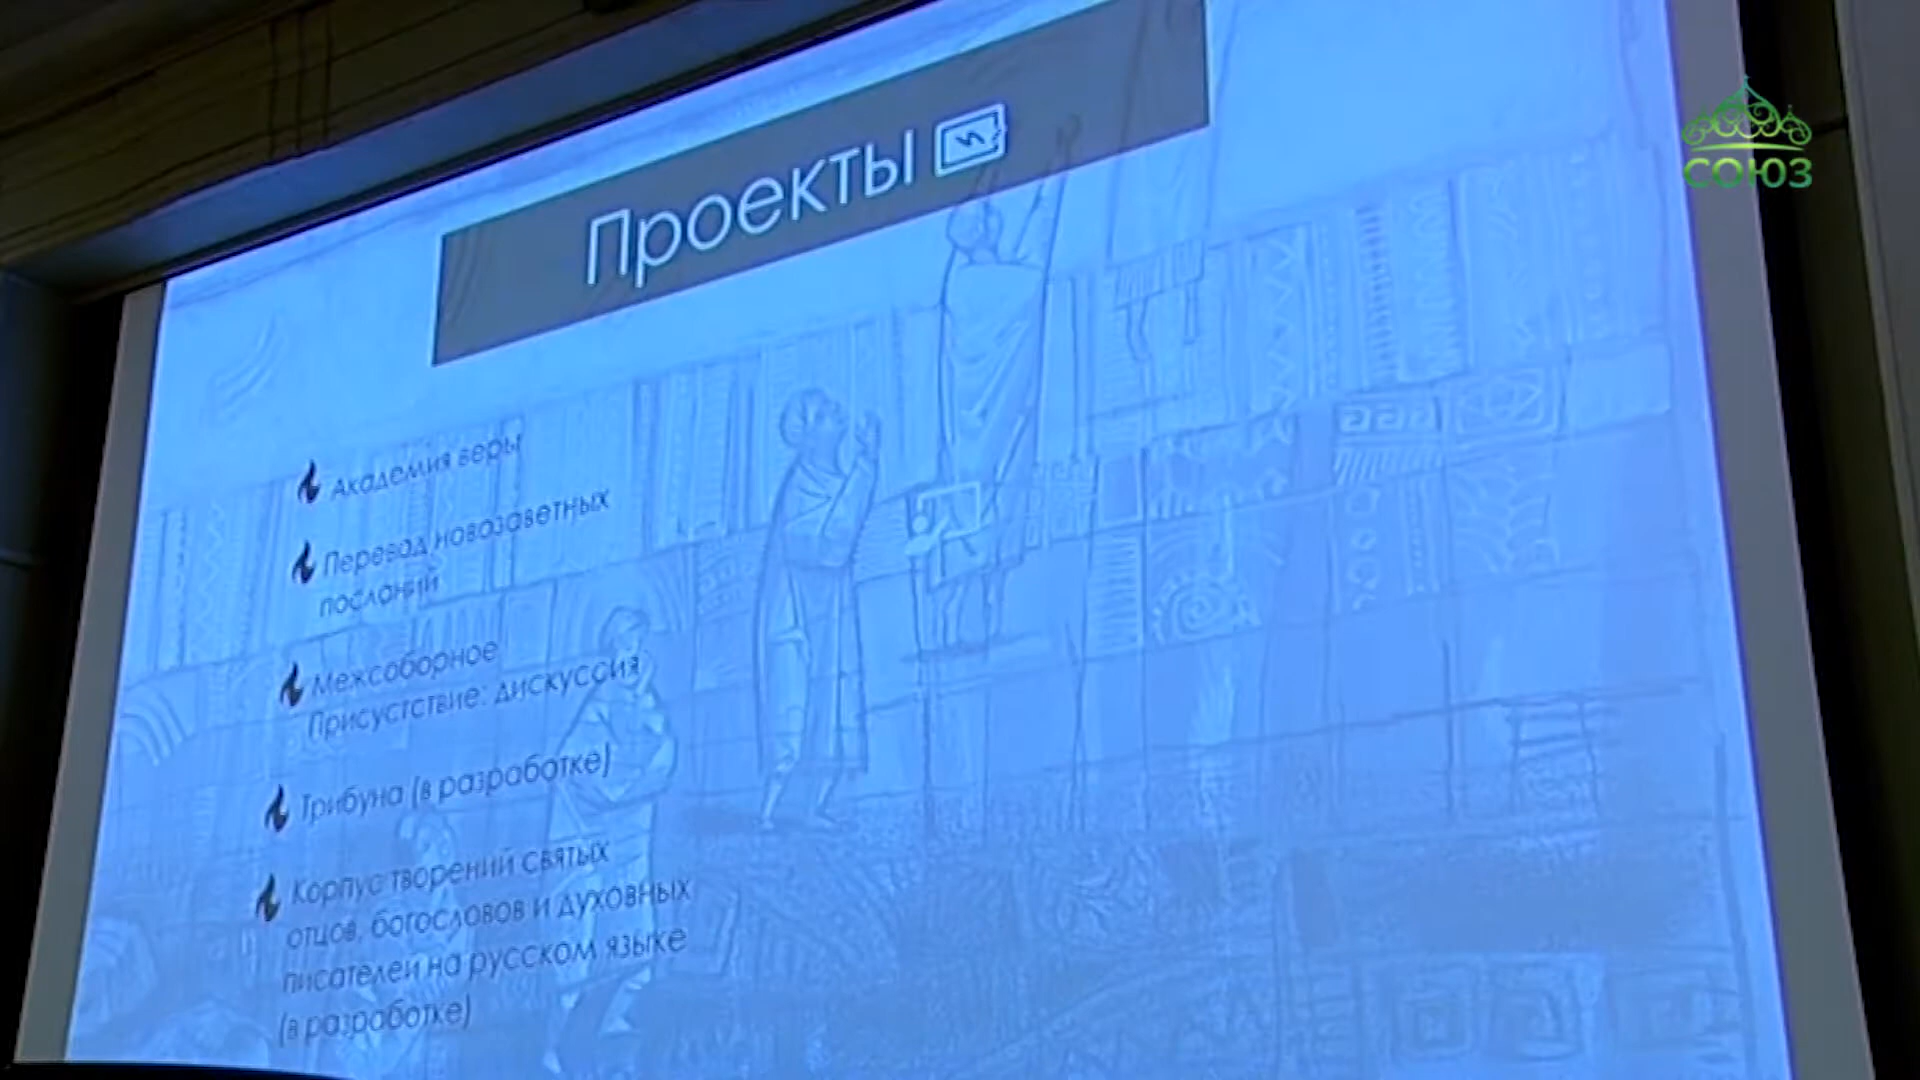 Проекты
СОЮЗ
Академия веры
Перевод новозаветных
посланий
Межсоборное
Присутствие: дискуссия
Трибуна (в разработке)
Корпус творений святых
отцов, богословов и духовных
писателей на русском языке
(в разработке)